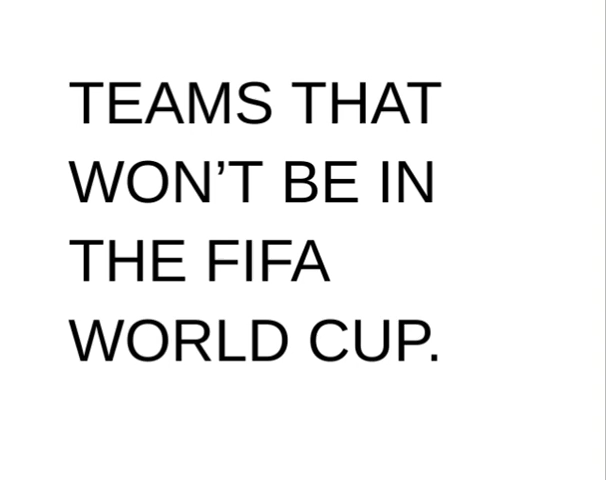 TEAMS THAT
WON’T BE IN
THE FIFA
WORLD CUP.